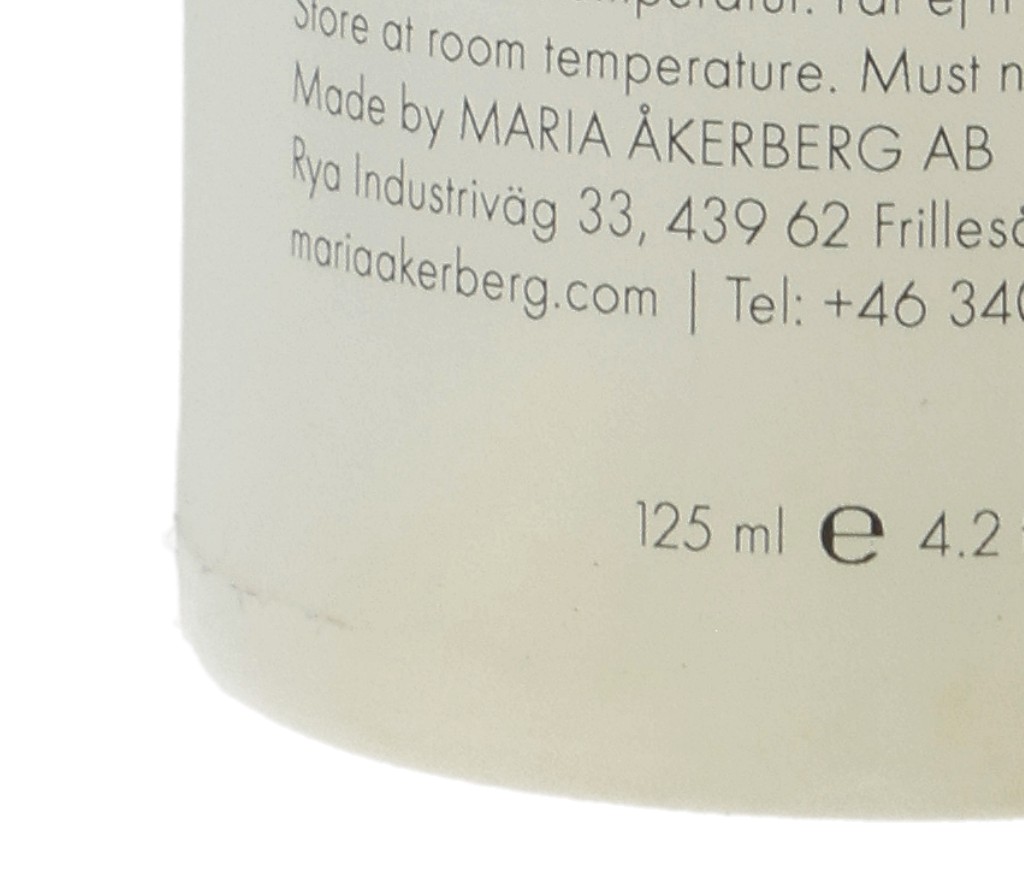 Store at room temperature. Must
Made by MARIA ÅKERBERG AB
Rya Industriväg 33, 439 62
mariaakerberg.com | Tel: +46
125 ml e 4.2